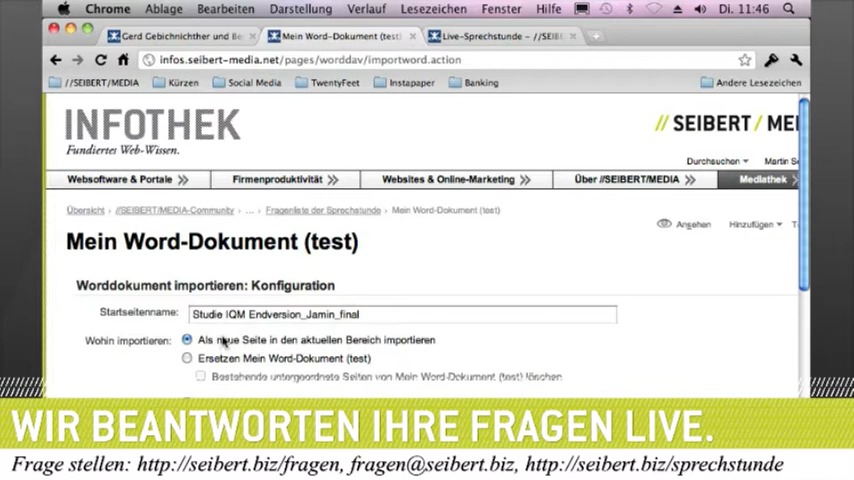 Chrome Ablage Bearbeiten Darstellung Verlauf Lesezeichen Fenster Hilfe Di. 11:46
Gerd Gebichnichther und Be Mein Word-Dokument (test) Live-Sprechstunde – //SEIBE
infos.seibert-media.net/pages/worddav/importword.action
//SEIBERT/MEDIA Kürzen Social Media TwentyFeet Instapaper Banking Andere Lesezeichen
INFOTHEK
Fundiertes Web-Wissen.
// SEIBERT / ME
Durchsuchen Martin Se
Websoftware & Portale Firmenproduktivität Websites & Online-Marketing Über //SEIBERT/MEDIA Mediathek
Übersicht › //SEIBERT/MEDIA-Community › ... › Fragenliste der Sprechstunde › Mein Word-Dokument (test)
Ansehen Hinzufügen
Mein Word-Dokument (test)
Worddokument importieren: Konfiguration
Startseitenname: Studie IQM Endversion_Jamin_final
Wohin importieren: Als neue Seite in den aktuellen Bereich importieren
Ersetzen Mein Word-Dokument (test)
Bestehende untergeordnete Seiten von Mein Word-Dokument (test) löschen
WIR BEANTWORTEN IHRE FRAGEN LIVE.
Frage stellen: http://seibert.biz/fragen, fragen@seibert.biz, http://seibert.biz/sprechstunde